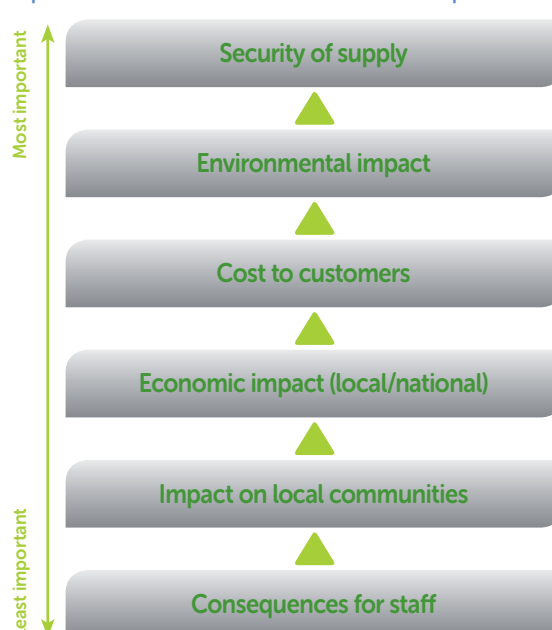 Most important
Security of supply
Environmental impact
Cost to customers
Economic impact (local/national)
Impact on local communities
Consequences for staff
important